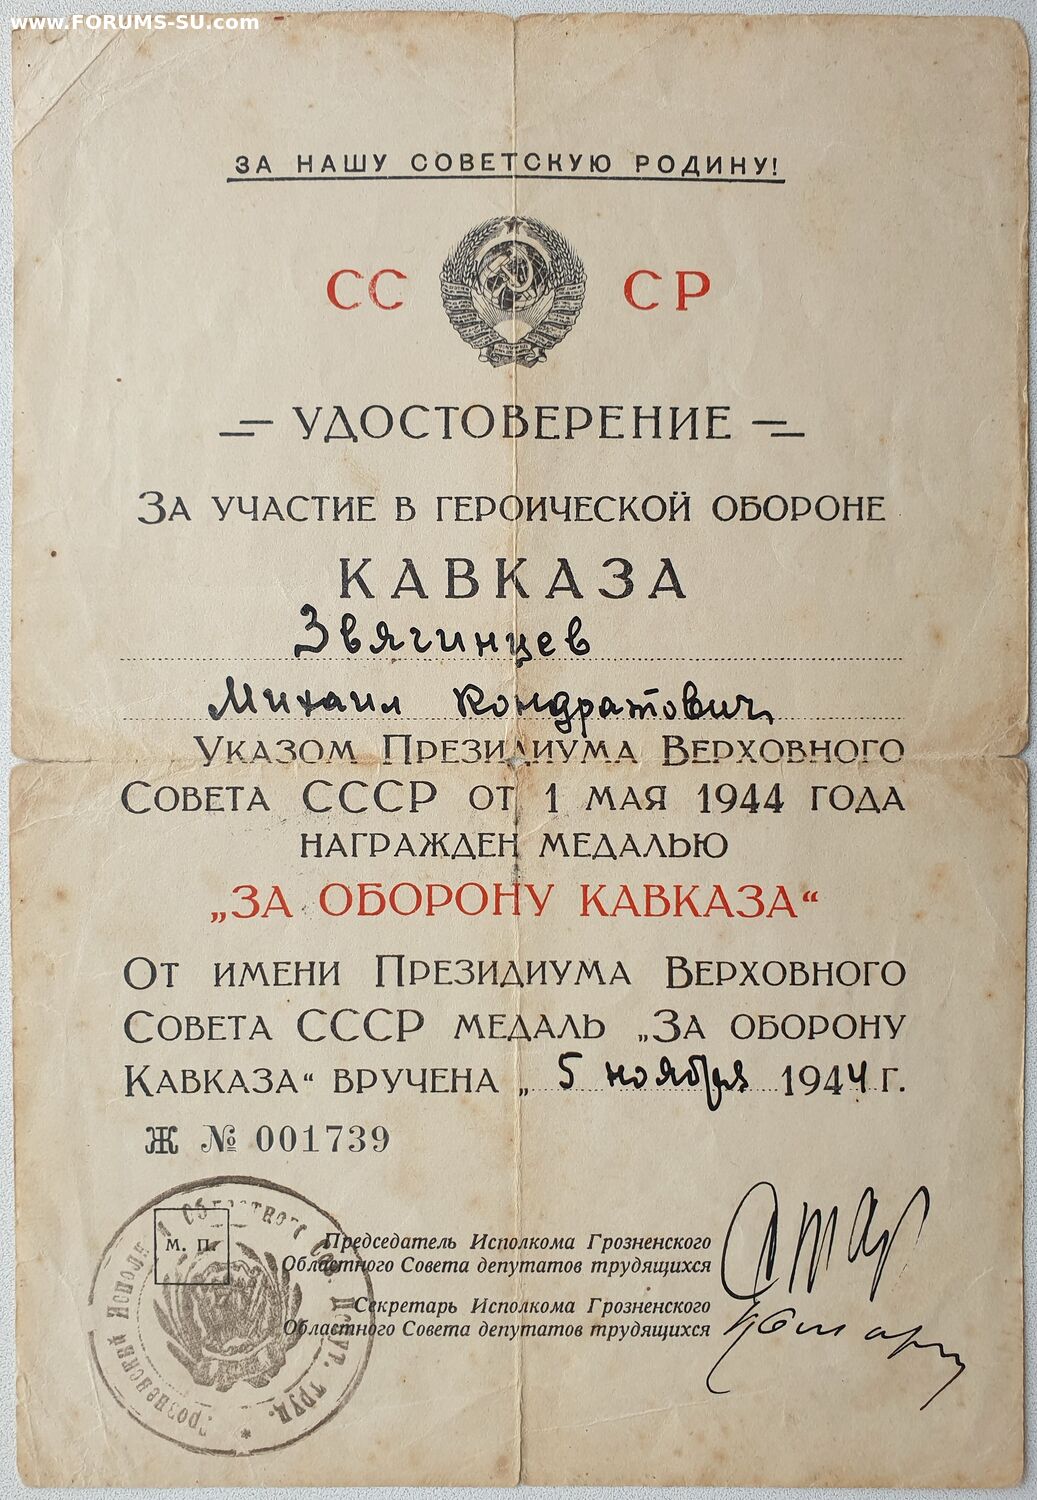 www.FORUMS-SU.com
ЗА НАШУ СОВЕТСКУЮ РОДИНУ!
СС СР
УДОСТОВЕРЕНИЕ
ЗА УЧАСТИЕ В ГЕРОИЧЕСКОЙ ОБОРОНЕ
КАВКАЗА
Звягинцев
Михаил Кондратович
УКАЗОМ ПРЕЗИДИУМА ВЕРХОВНОГО
СОВЕТА СССР ОТ 1 МАЯ 1944 ГОДА
НАГРАЖДЕН МЕДАЛЬЮ
„ЗА ОБОРОНУ КАВКАЗА“
ОТ ИМЕНИ ПРЕЗИДИУМА ВЕРХОВНОГО
СОВЕТА СССР МЕДАЛЬ „ЗА ОБОРОНУ
КАВКАЗА“ ВРУЧЕНА „ 5 ноября 1944 г.
Ж № 001739
М. П.
Председатель Исполкома Грозненского
Областного Совета депутатов трудящихся
Секретарь Исполкома Грозненского
Областного Совета депутатов трудящихся